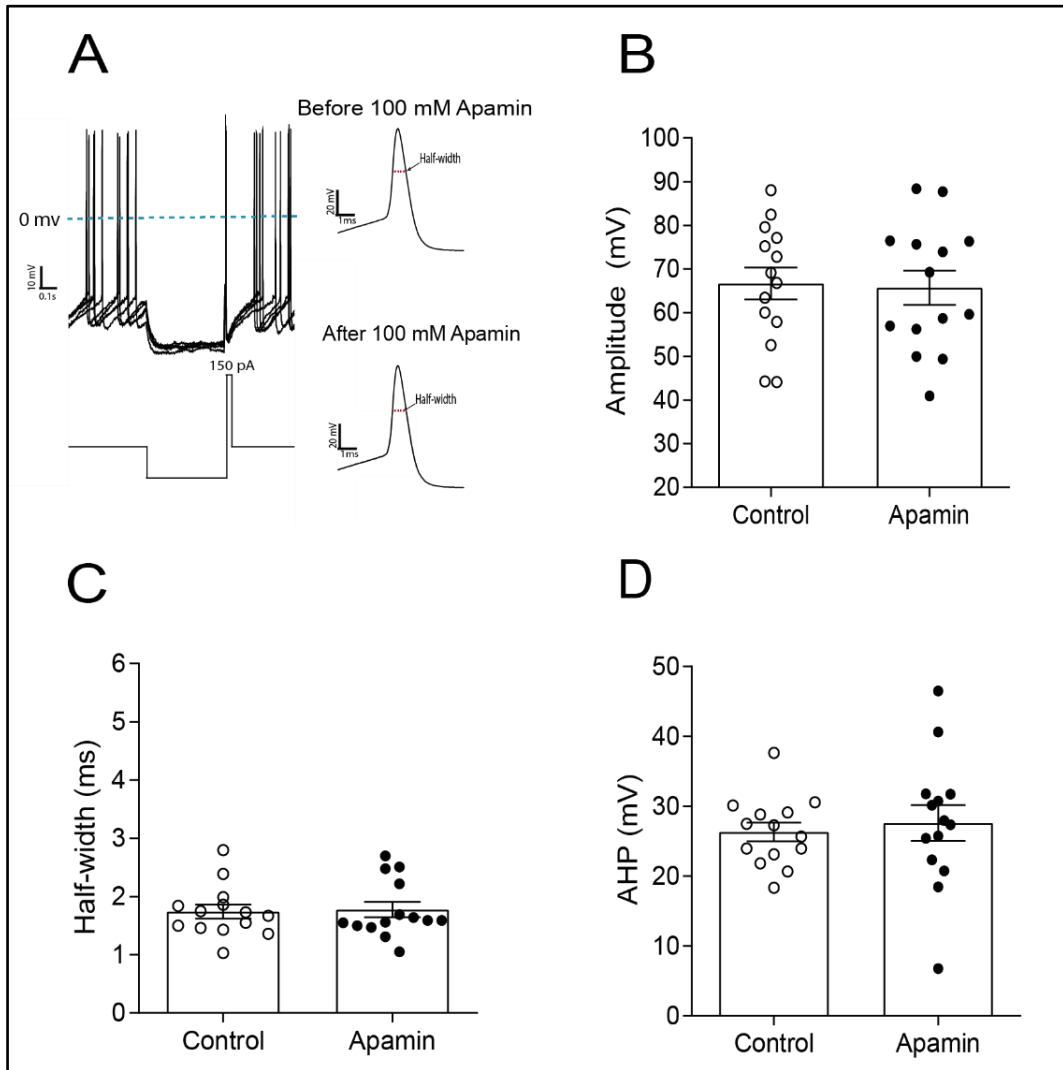 A
Before 100 mM Apamin
Half-width
20 mV
1ms
0 mv
10 mV
0.1s
150 pA
After 100 mM Apamin
Half-width
20 mV
1ms
B
Amplitude (mV)
100
90
80
70
60
50
40
30
20
Control Apamin
C
Half-width (ms)
6
5
4
3
2
1
0
Control Apamin
D
AHP (mV)
50
40
30
20
10
0
Control Apamin